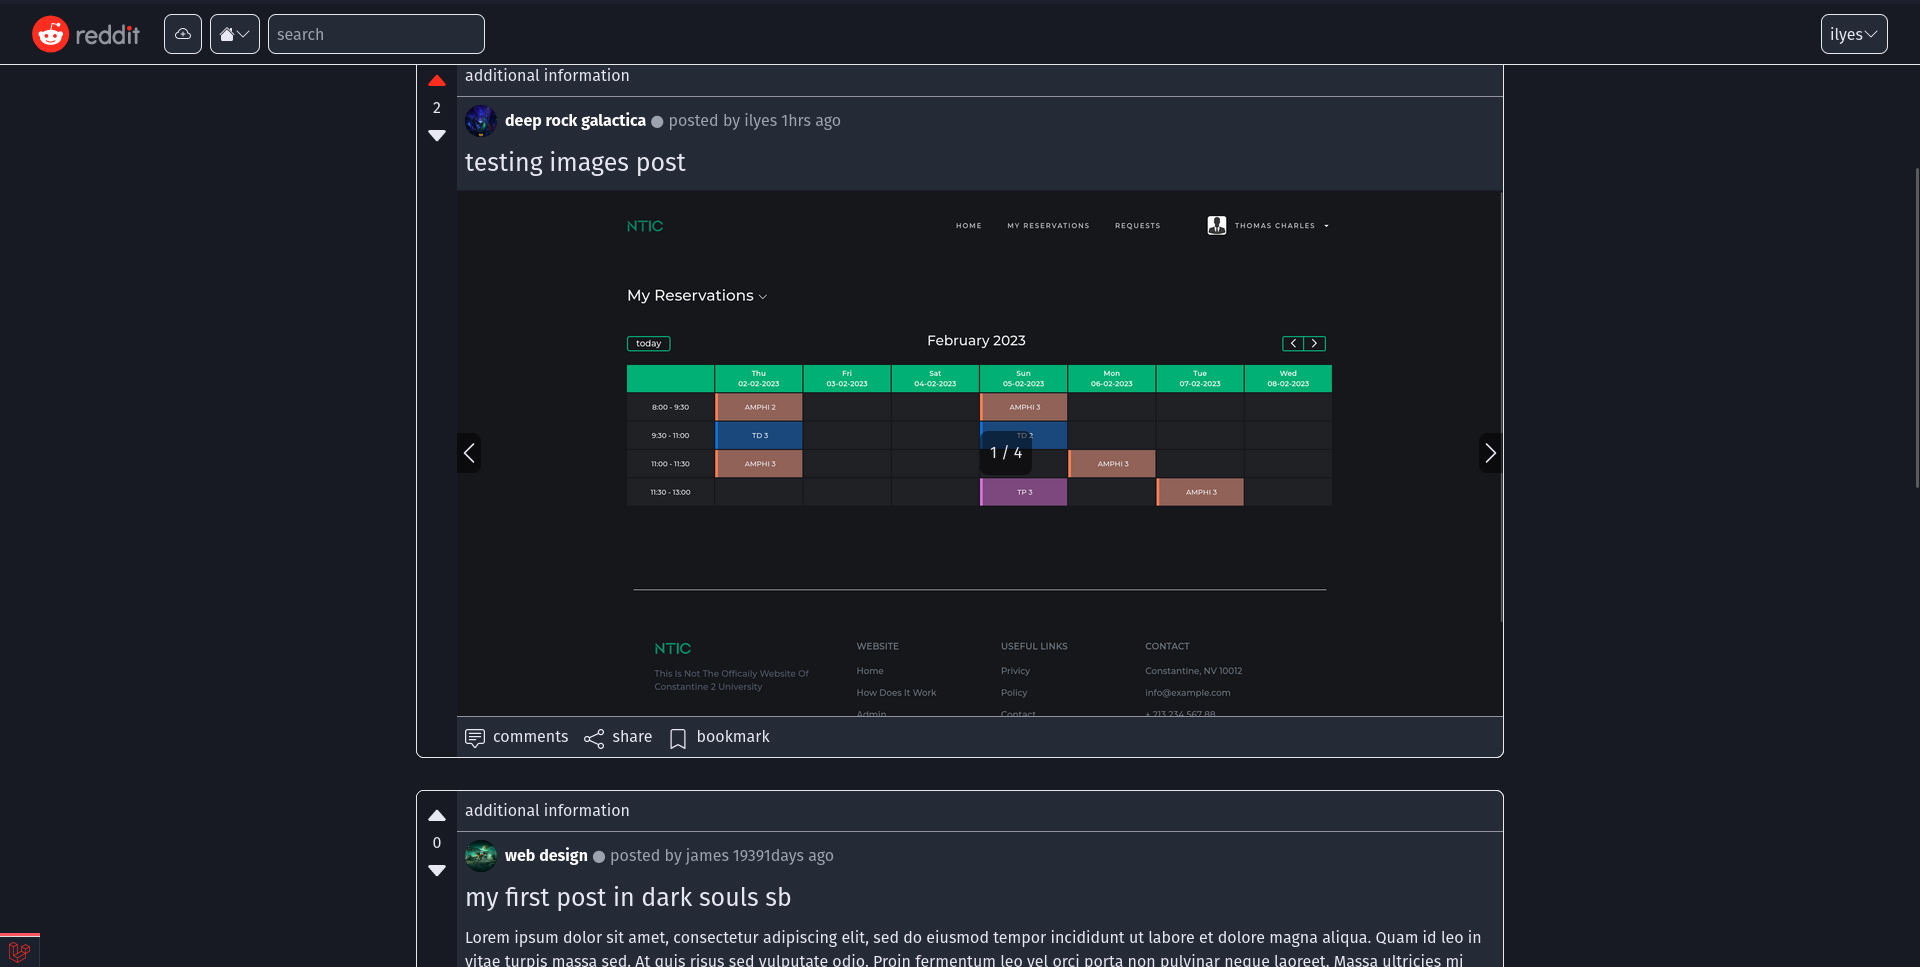 reddit
search
ilyes
additional information
2
deep rock galactica posted by ilyes 1hrs ago
testing images post
NTIC HOME MY RESERVATIONS REQUESTS THOMAS CHARLES
My Reservations
today February 2023
Thu Fri Sat Sun Mon Tue Wed
02-02-2023 03-02-2023 04-02-2023 05-02-2023 06-02-2023 07-02-2023 08-02-2023
8:00 - 9:30 AMPHI 2 AMPHI 3
9:30 - 11:00 TD 3 TD 2
1 / 4
11:00 - 11:30 AMPHI 3 AMPHI 3
11:30 - 13:00 TP 3 AMPHI 3
NTIC WEBSITE USEFUL LINKS CONTACT
This Is Not The Offically Website Of
Constantine 2 University
Home Privicy Constantine, NV 10012
How Does It Work Policy info@example.com
Admin Contact + 213 234 567 88
comments share bookmark
additional information
0
web design posted by james 19391days ago
my first post in dark souls sb
Lorem ipsum dolor sit amet, consectetur adipiscing elit, sed do eiusmod tempor incididunt ut labore et dolore magna aliqua. Quam id leo in
vitae turpis massa sed. At quis risus sed vulputate odio. Proin fermentum leo vel orci porta non pulvinar neque laoreet. Massa ultricies mi